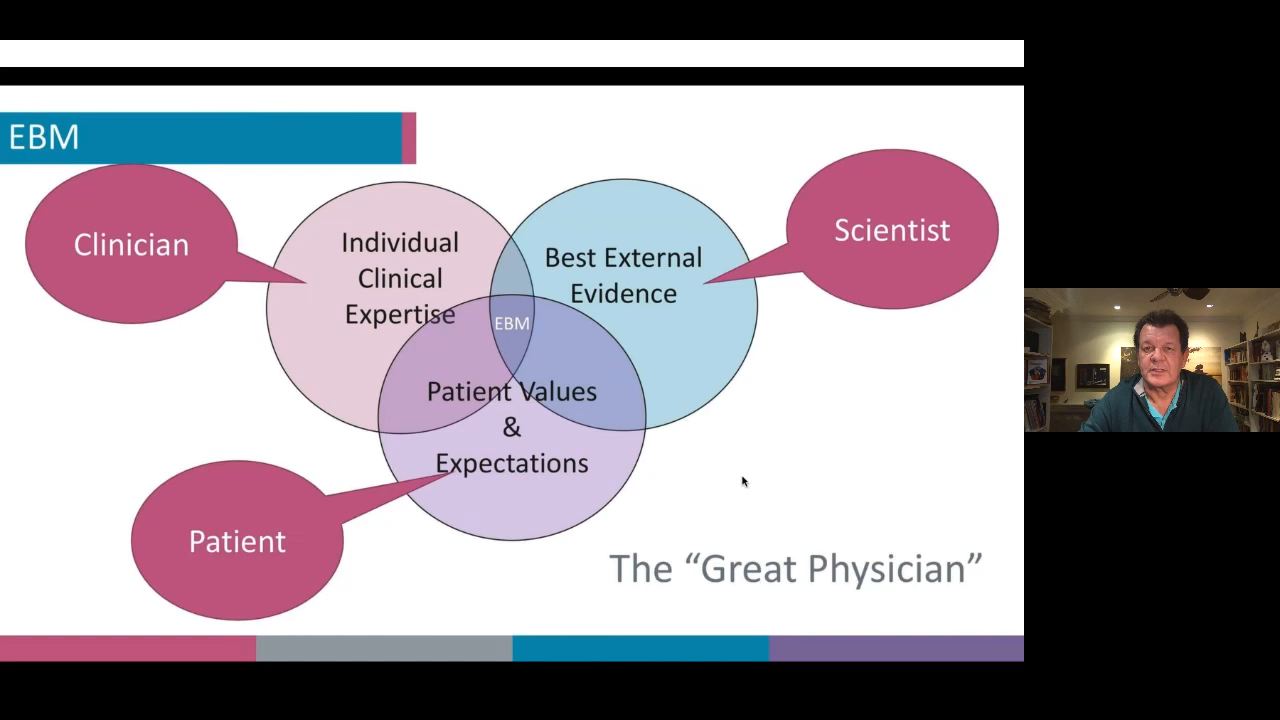 EBM
Clinician
Individual
Clinical
Expertise
Best External
Evidence
Scientist
EBM
Patient Values
&
Expectations
Patient
The “Great Physician”